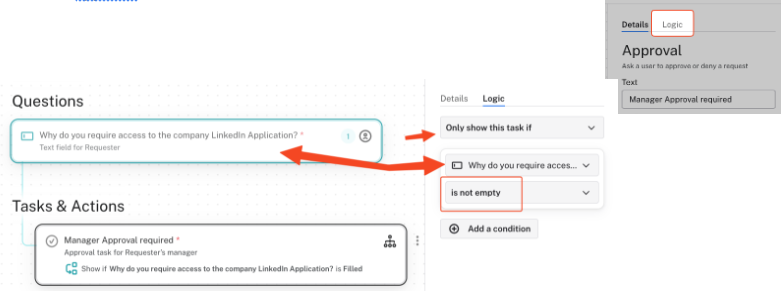 Details Logic
Approval
Ask a user to approve or deny a request
Text
Manager Approval required
Questions
Why do you require access to the company LinkedIn Application? *
1
Text field for Requester
Tasks & Actions
Manager Approval required *
Approval task for Requester's manager
Show if Why do you require access to the company LinkedIn Application? is Filled
Details Logic
Only show this task if
Why do you require acces...
is not empty
Add a condition